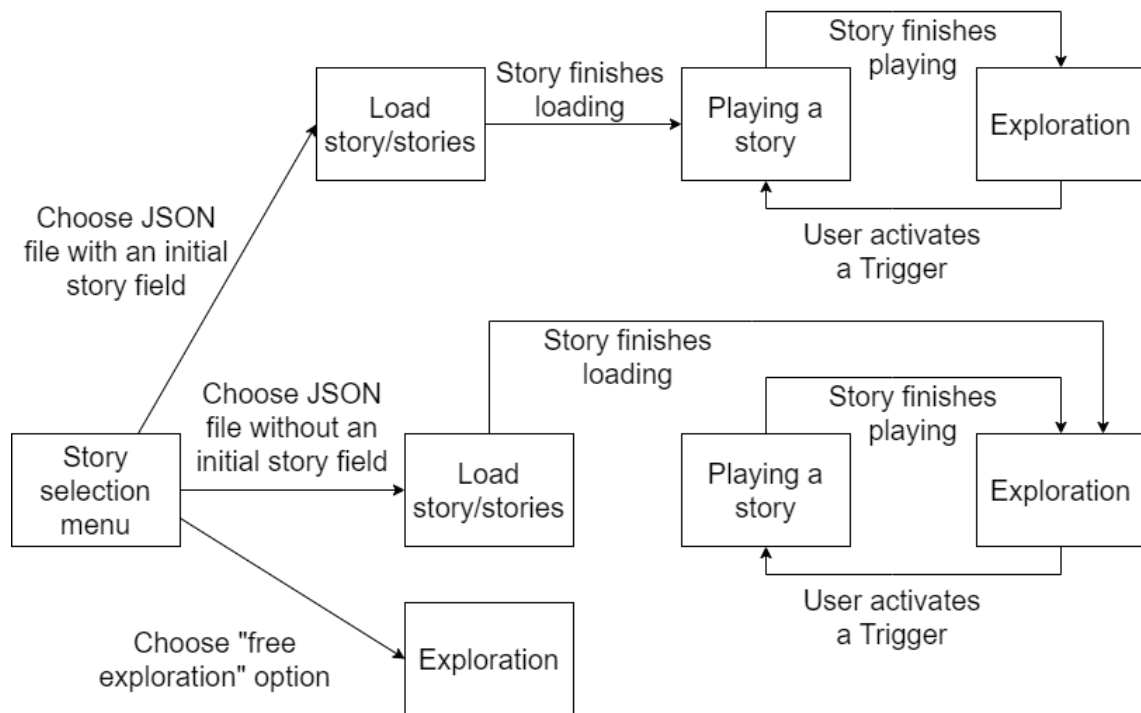 Story finishes
playing
Story finishes
loading
Load
story/stories
Playing a
story
Exploration
Choose JSON
file with an initial
story field
User activates
a Trigger
Story finishes
loading
Choose JSON
file without an
initial story field
Story finishes
playing
Story
selection
menu
Load
story/stories
Playing a
story
Exploration
User activates
a Trigger
Choose "free
exploration" option
Exploration